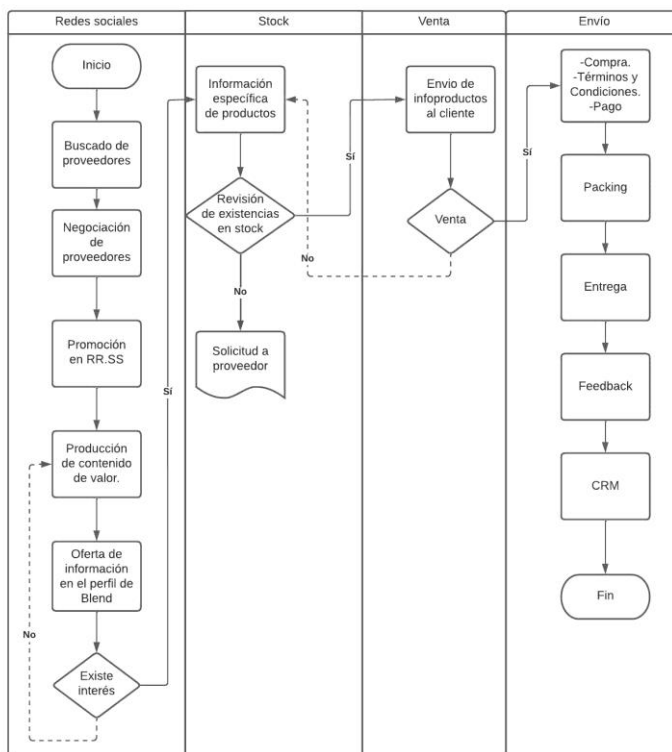 Redes sociales
Stock
Venta
Envío
Inicio
Buscado de
proveedores
Negociación
de
proveedores
Promoción
en RR.SS
Producción
de contenido
de valor.
Oferta de
información
en el perfil de
Blend
Existe
interés
No
Sí
Información
específica
de productos
Revisión
de existencias
en stock
Sí
No
Solicitud a
proveedor
Envio de
infoproductos
al cliente
Venta
No
Sí
-Compra.
-Términos y
Condiciones.
-Pago
Packing
Entrega
Feedback
CRM
Fin